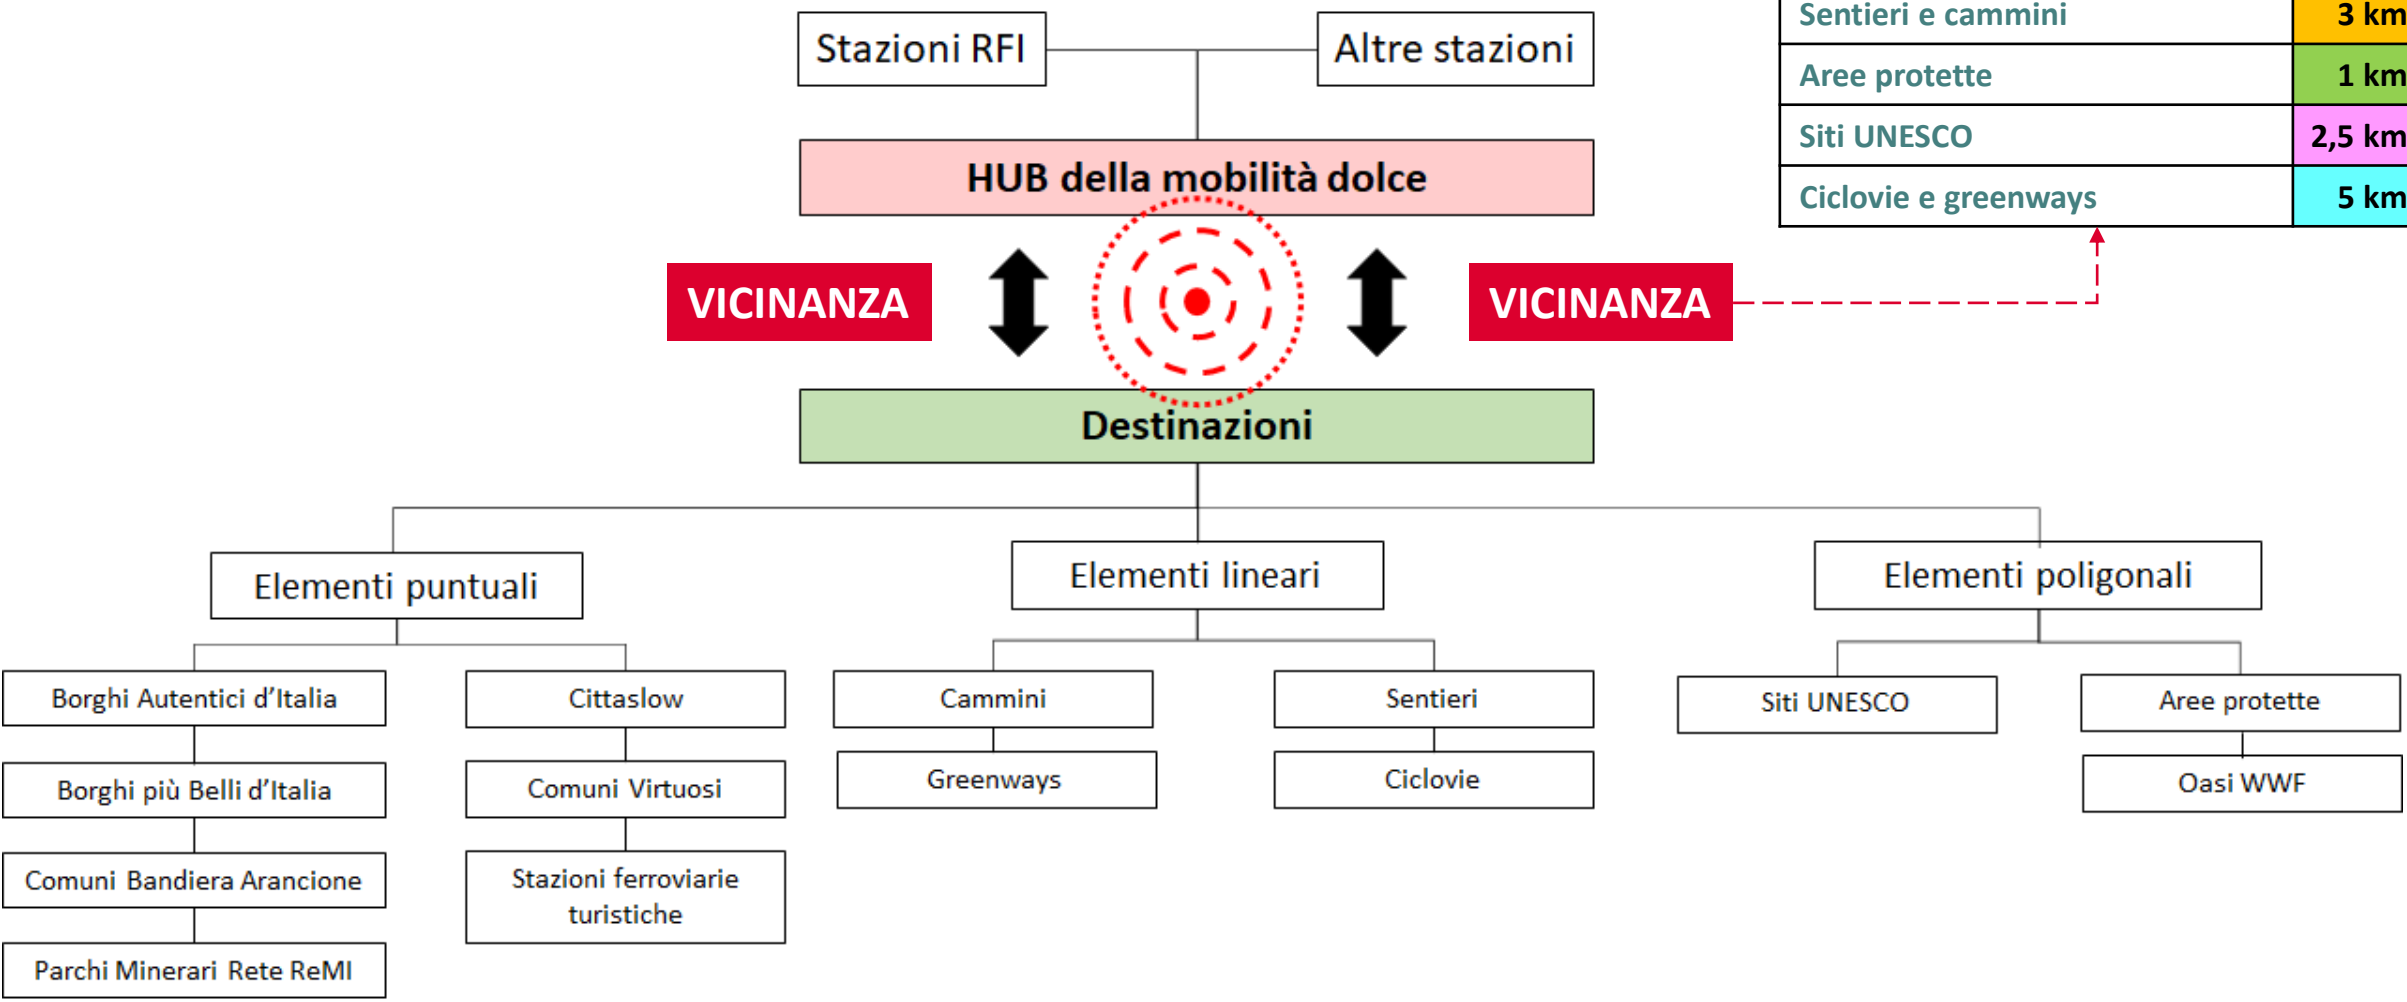 Stazioni RFI
Altre stazioni
Sentieri e cammini 3 km
Aree protette 1 km
Siti UNESCO 2,5 km
Ciclovie e greenways 5 km
HUB della mobilità dolce
VICINANZA
VICINANZA
Destinazioni
Elementi puntuali
Elementi lineari
Elementi poligonali
Borghi Autentici d'Italia
Borghi più Belli d'Italia
Comuni Bandiera Arancione
Parchi Minerari Rete ReMI
Cittaslow
Comuni Virtuosi
Stazioni ferroviarie
turistiche
Cammini
Greenways
Sentieri
Ciclovie
Siti UNESCO
Aree protette
Oasi WWF